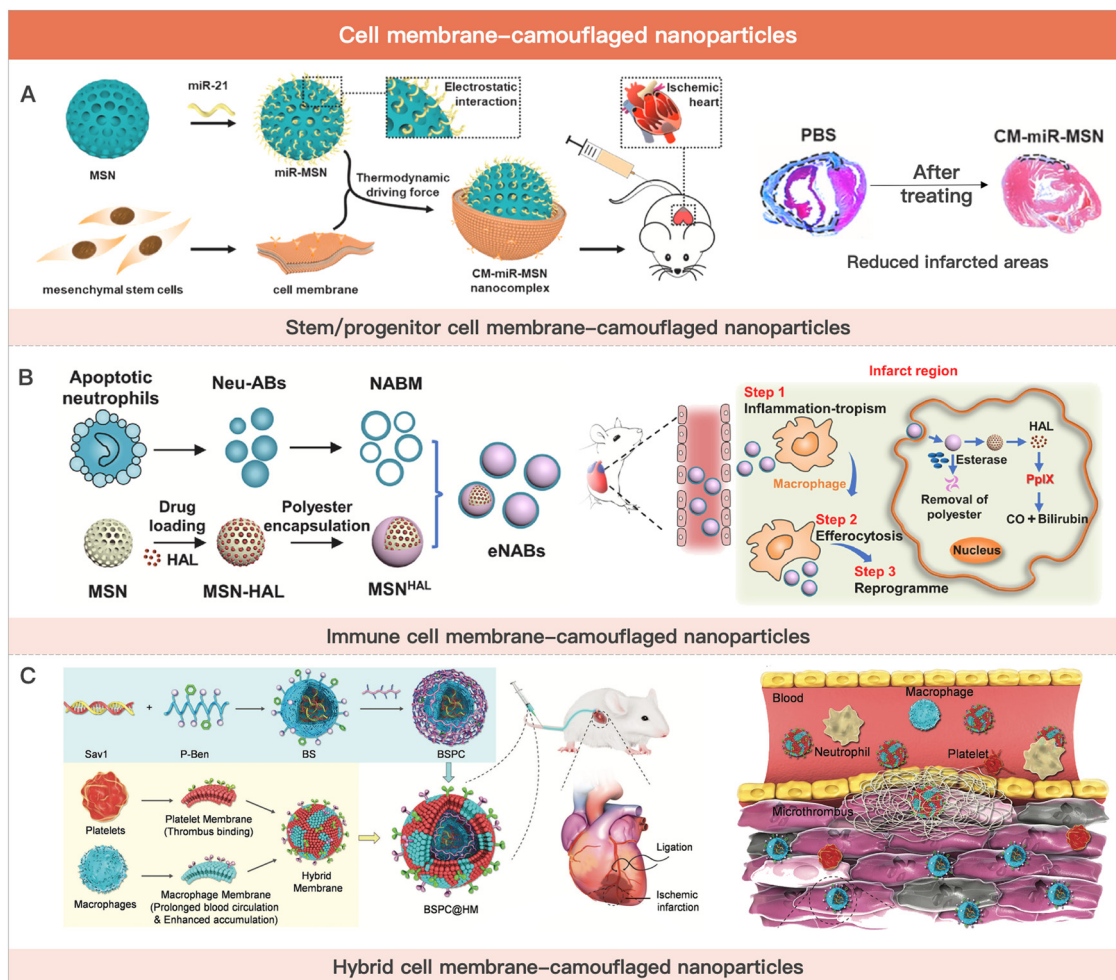 Cell membrane–camouflaged nanoparticles
A
miR-21
MSN
miR-MSN
Electrostatic
interaction
Ischemic
heart
Thermodynamic
driving force
mesenchymal stem cells
cell membrane
CM-miR-MSN
nanocomplex
PBS
After
treating
CM-miR-MSN
Reduced infarcted areas
Stem/progenitor cell membrane–camouflaged nanoparticles
B
Apoptotic
neutrophils
Neu-ABs
NABM
Drug
loading
HAL
Polyester
encapsulation
MSN
MSN-HAL
MSNᴴᴬᴸ
eNABs
Infarct region
Step 1
Inflammation-tropism
Macrophage
Step 2
Efferocytosis
Step 3
Reprogramme
HAL
Esterase
Removal of
polyester
PpIX
CO + Bilirubin
Nucleus
Immune cell membrane–camouflaged nanoparticles
C
+
Sav1
P-Ben
BS
BSPC
Platelets
Platelet Membrane
(Thrombus binding)
Macrophages
Macrophage Membrane
(Prolonged blood circulation
& Enhanced accumulation)
Hybrid
Membrane
BSPC@HM
Ligation
Ischemic
infarction
Blood
Macrophage
Neutrophil
Platelet
Microthrombus
Hybrid cell membrane–camouflaged nanoparticles